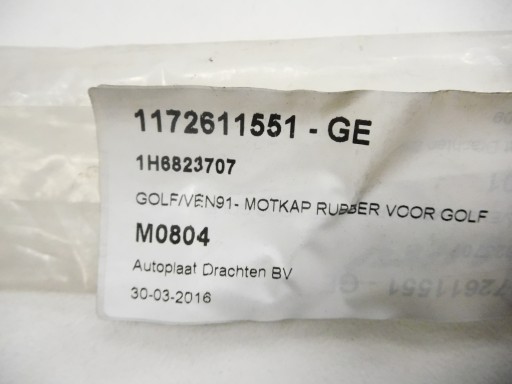 1172611551 - GE
1H6823707
GOLF/VEN91- MOTKAP RUBBER VOOR GOLF
M0804
Autoplaat Drachten BV
30-03-2016